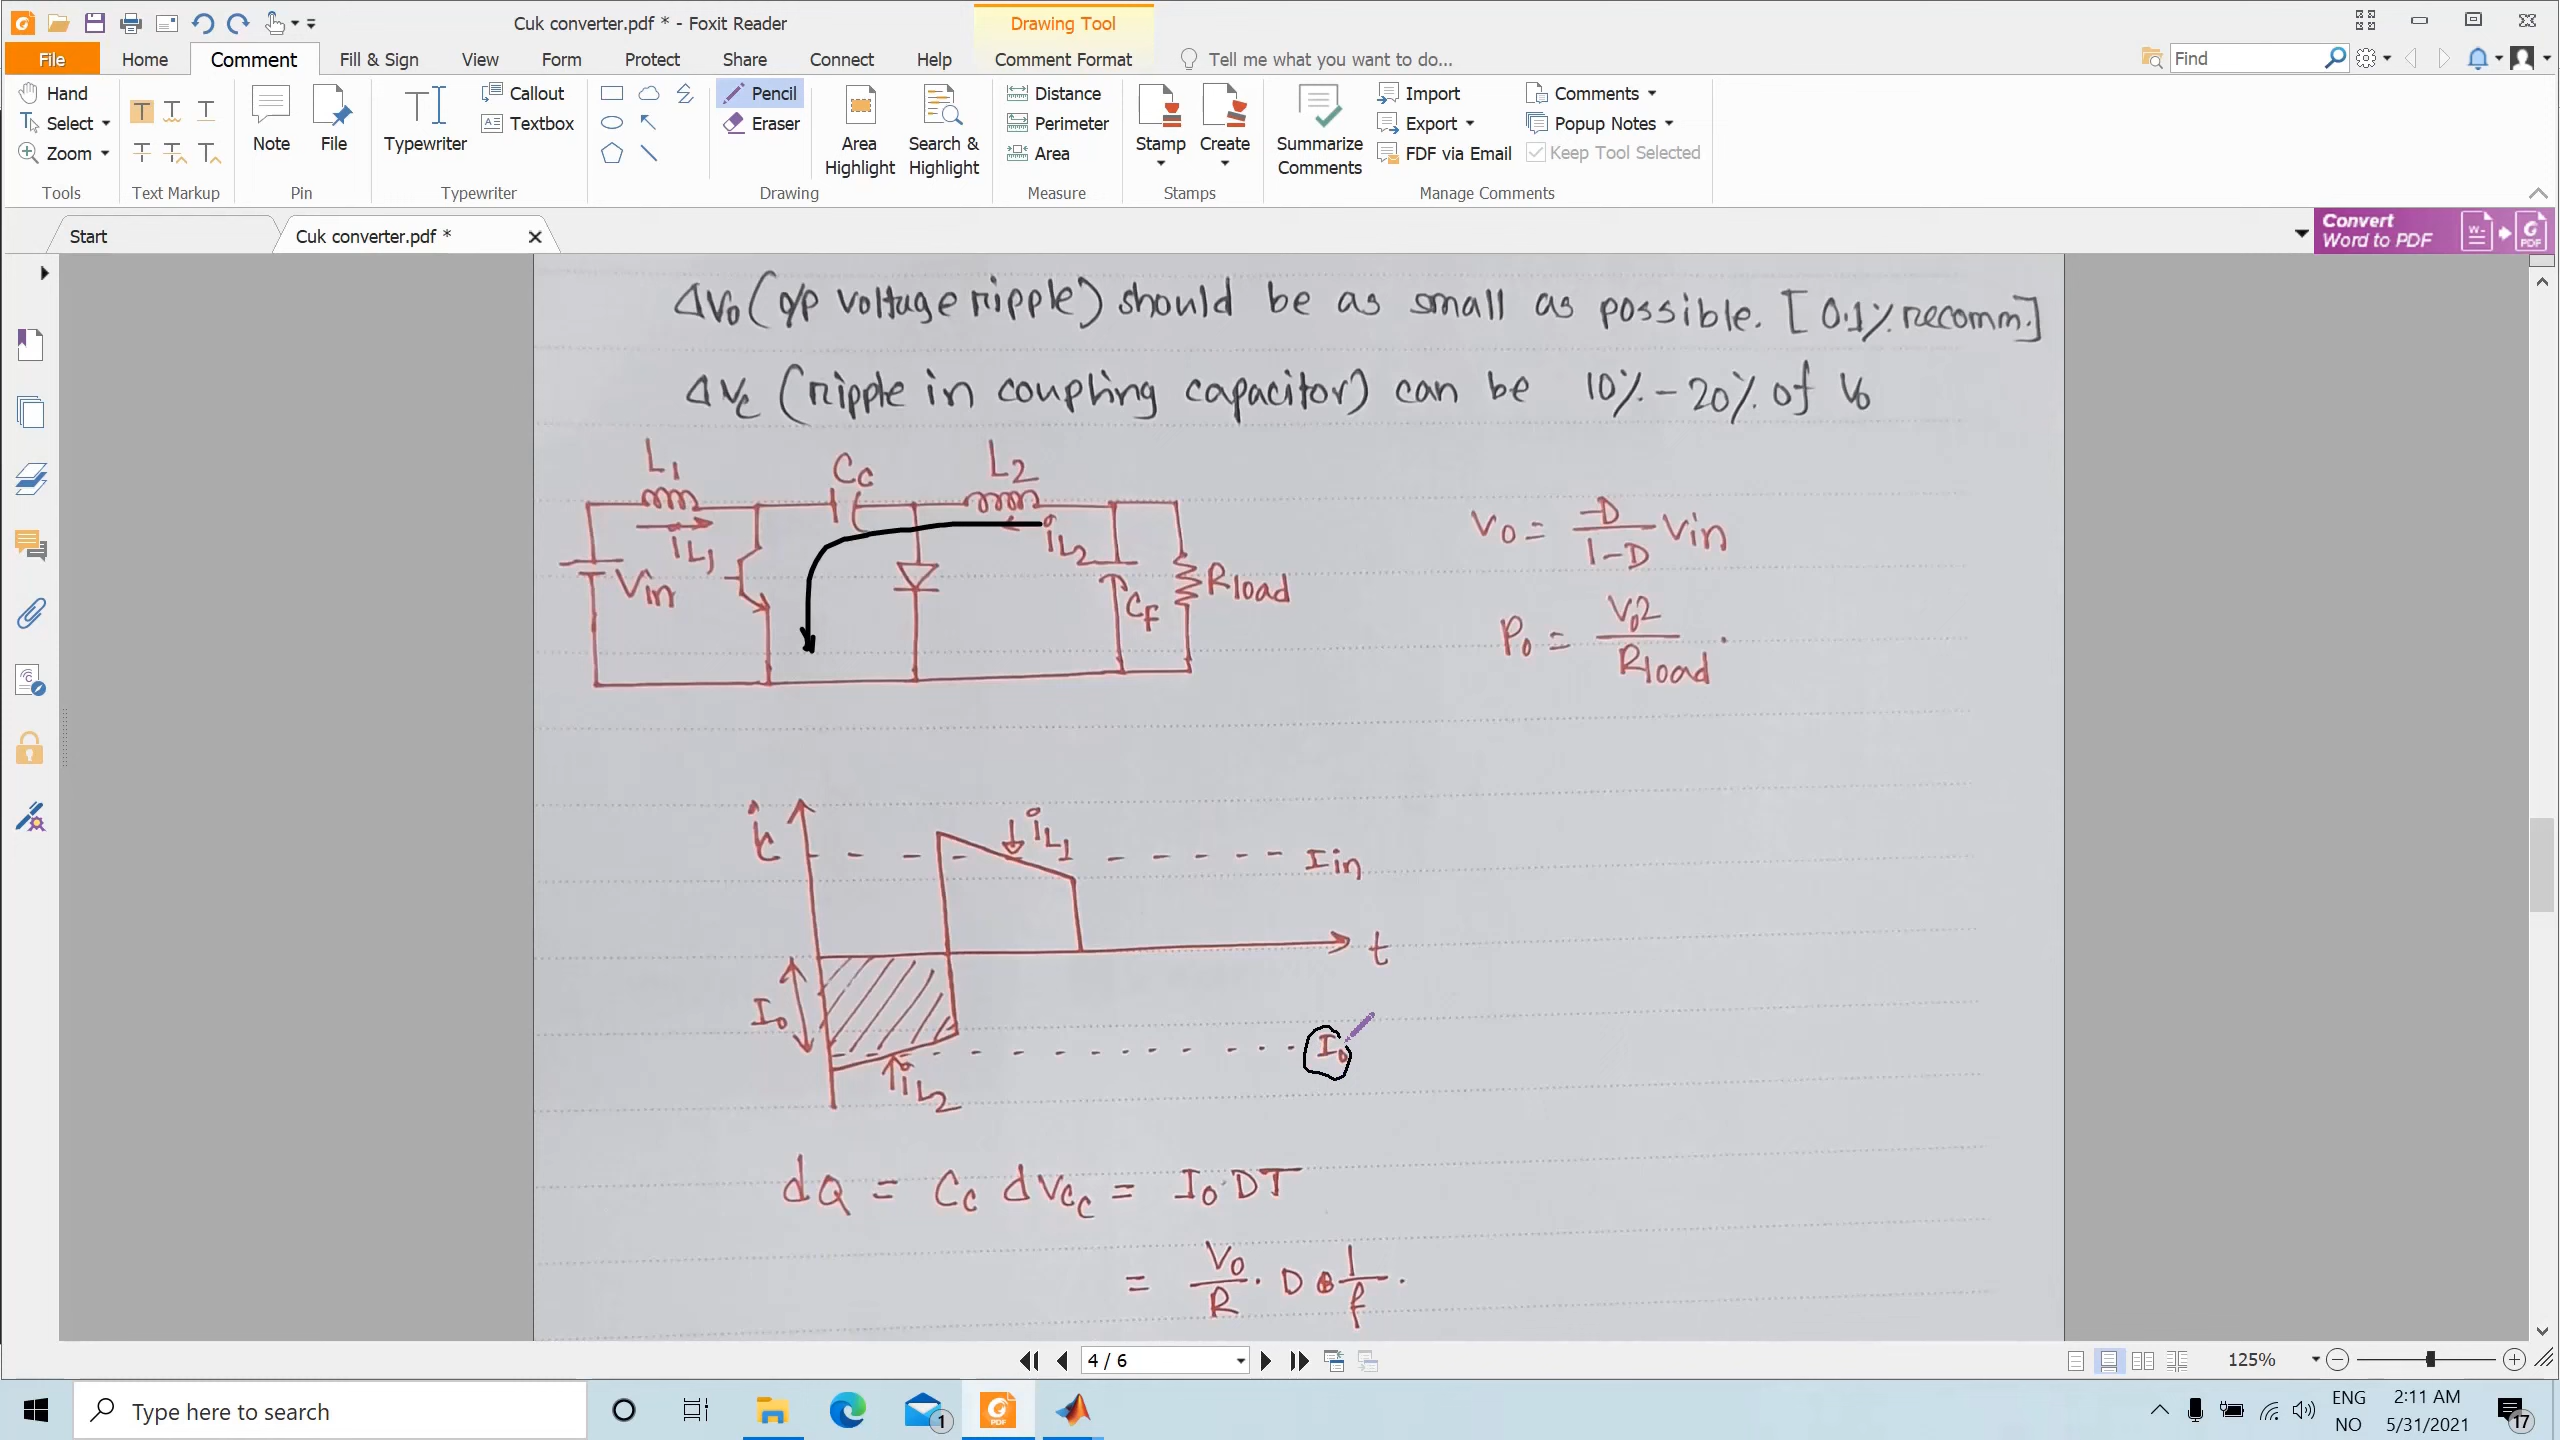 Cuk converter.pdf * - Foxit Reader
Drawing Tool
File Home Comment Fill & Sign View Form Protect Share Connect Help Comment Format Tell me what you want to do... Find
Hand
Select
Zoom
Tools
Text Markup
Note File
Pin
Typewriter
Callout
Textbox
Typewriter
Pencil
Eraser
Area Highlight
Search & Highlight
Drawing
Distance
Perimeter
Area
Measure
Stamp Create
Stamps
Summarize Comments
Import
Export
FDF via Email
Comments
Popup Notes
Keep Tool Selected
Manage Comments
Start
Cuk converter.pdf *
Convert
Word to PDF
ΔV₀ (o/p voltage ripple) should be as small as possible. [0.1% recomm.]
ΔVc (ripple in coupling capacitor) can be 10% - 20% of V₀
L1 Cc L2
iL1 iL2
Vin CF Rload
V₀ = -D/1-D Vin
P₀ = V₀2/Rload.
ic iL1 Iin
t
I₀ I₀
iL2
dQ = Cc dVCc = I₀ DT
= V₀/R . D 1/f .
4 / 6
125%
Type here to search
1
ENG
NO
2:11 AM
5/31/2021
17